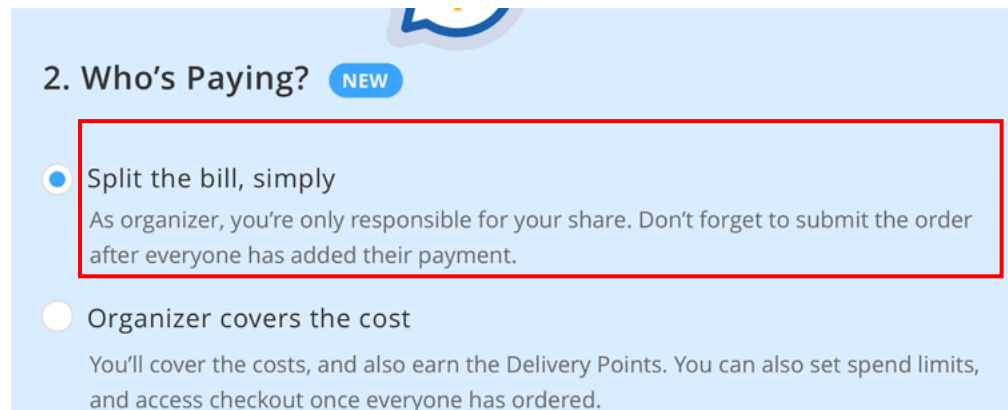 2. Who’s Paying? NEW
Split the bill, simply
As organizer, you’re only responsible for your share. Don’t forget to submit the order
after everyone has added their payment.
Organizer covers the cost
You’ll cover the costs, and also earn the Delivery Points. You can also set spend limits,
and access checkout once everyone has ordered.